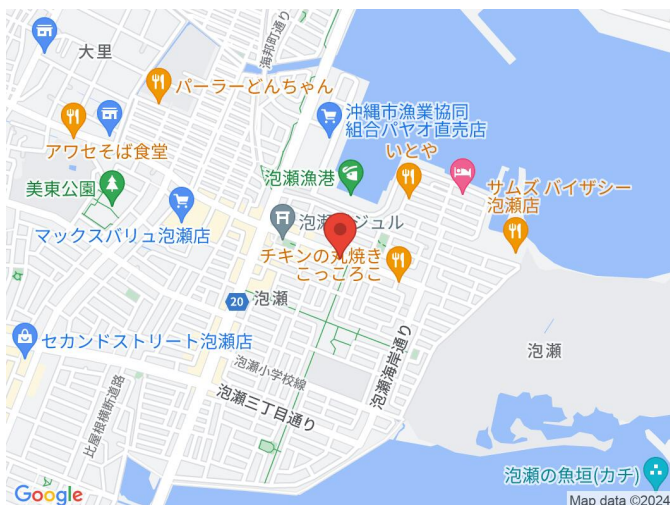 海邦町通り
大里
パーラーどんちゃん
沖縄市漁業協同
組合パヤオ直売店
アワセそば食堂
いとや
泡瀬漁港
美東公園
サムズ バイザシー
泡瀬店
泡瀬ビジュル
マックスバリュ泡瀬店
チキンの丸焼き
こっころこ
泡瀬
20
セカンドストリート泡瀬店
泡瀬
泡瀬小学校線
泡瀬海岸通り
比屋根横断道路
泡瀬三丁目通り
泡瀬の魚垣(カチ)
Google
Map data ©2024